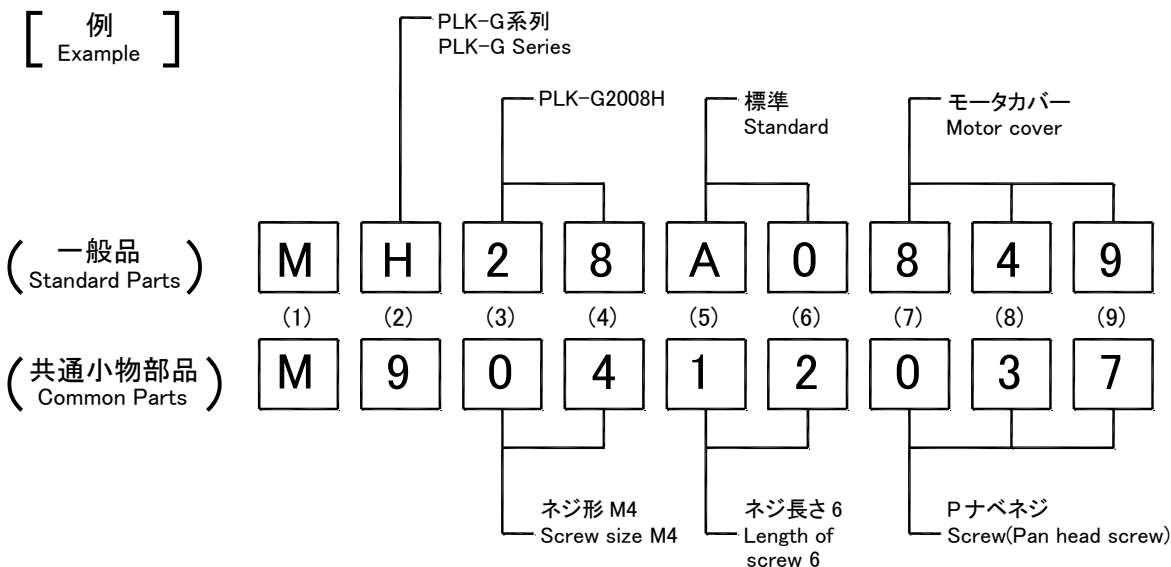 例
Example
PLK-G系列
PLK-G Series
PLK-G2008H
標準
Standard
モータカバー
Motor cover
一般品
Standard Parts
M H 2 8 A 0 8 4 9
(1) (2) (3) (4) (5) (6) (7) (8) (9)
共通小物部品
Common Parts
M 9 0 4 1 2 0 3 7
ネジ形 M4
Screw size M4
ネジ長さ 6
Length of
screw 6
Pナベネジ
Screw(Pan head screw)